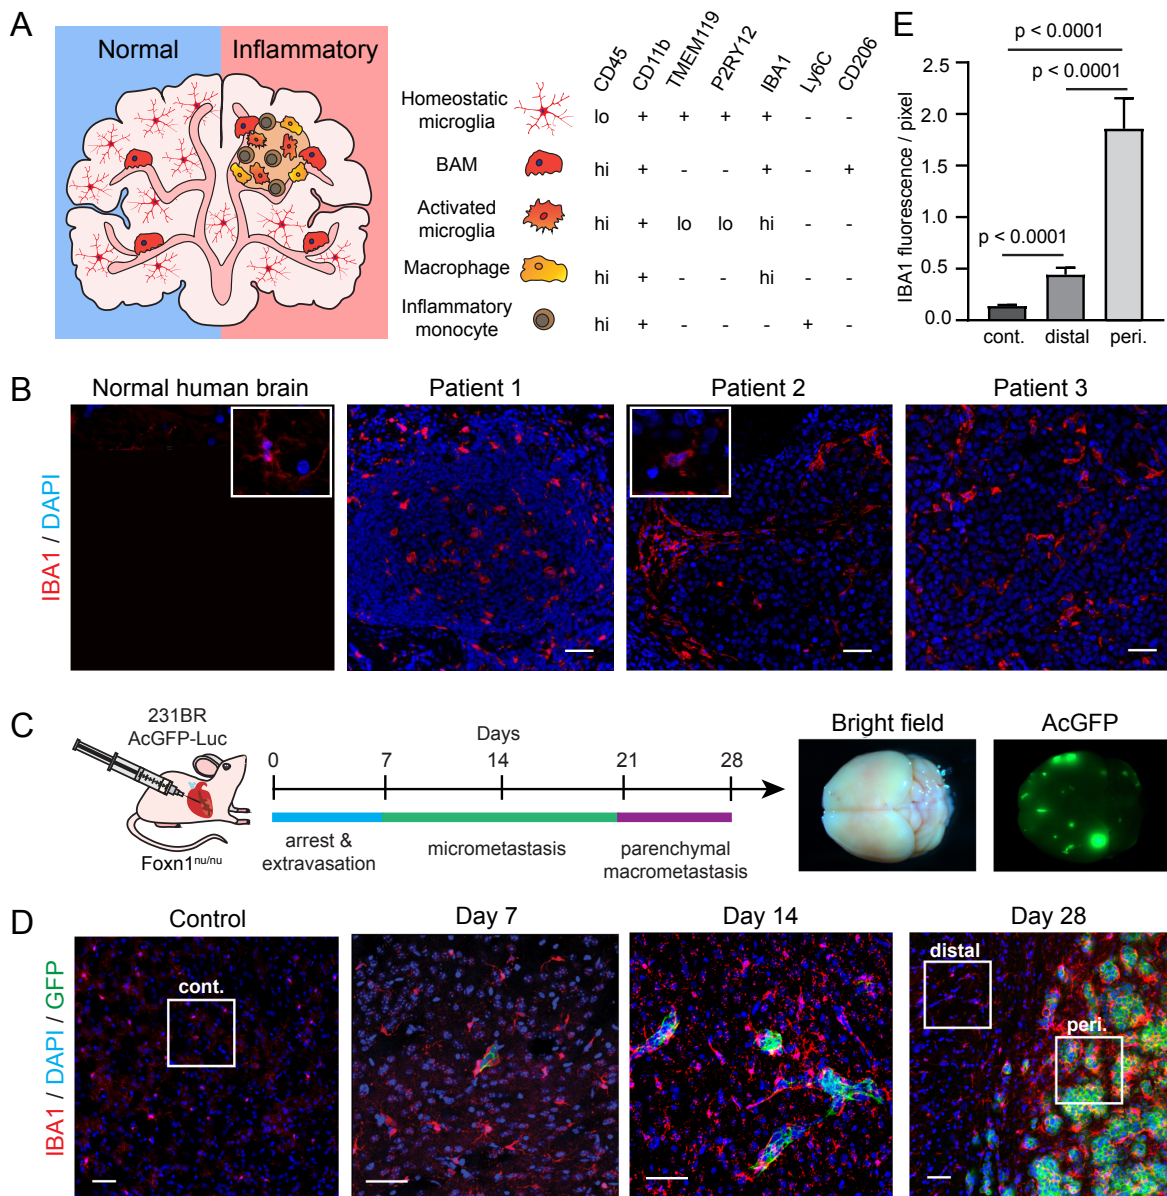 A
Normal
Inflammatory
CD45
CD11b
TMEM119
P2RY12
IBA1
Ly6C
CD206
Homeostatic
microglia
lo + + + + - -
BAM
hi + - - + - +
Activated
microglia
hi + lo lo hi - -
Macrophage
hi + - - hi
Inflammatory
monocyte
hi + - - - + -
E
p < 0.0001
p < 0.0001
p < 0.0001
IBA1 fluorescence / pixel
2.5
2.0
1.5
1.0
0.5
0.0
cont. distal peri.
B
Normal human brain
Patient 1
Patient 2
Patient 3
IBA1 / DAPI
C
231BR
AcGFP-Luc
Foxn1nu/nu
Days
0 7 14 21 28
arrest &
extravasation
micrometastasis
parenchymal
macrometastasis
Bright field
AcGFP
D
Control
Day 7
Day 14
Day 28
IBA1 / DAPI / GFP
cont.
distal
peri.